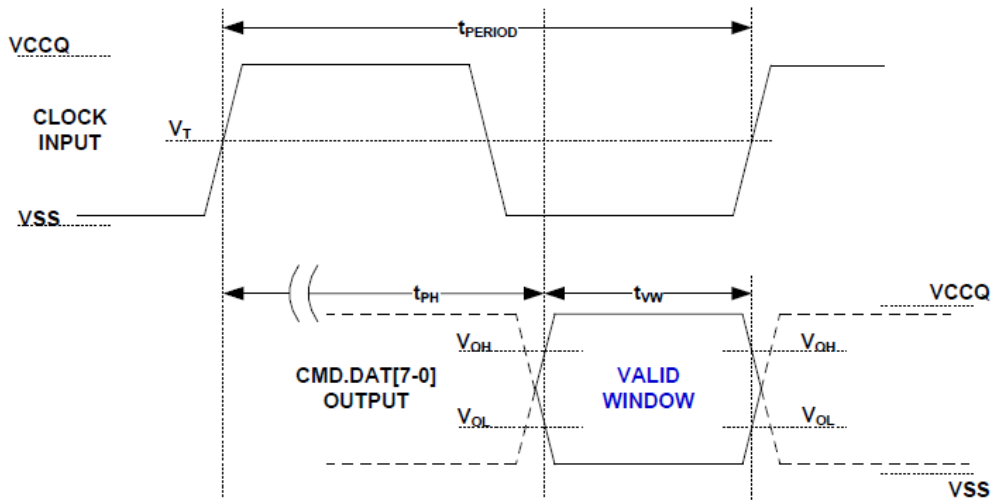 tPERIOD
VCCQ
CLOCK
INPUT
VT
VSS
tPH
tVW
VCCQ
VOH
VOH
CMD.DAT[7-0]
OUTPUT
VALID
WINDOW
VOL
VOL
VSS